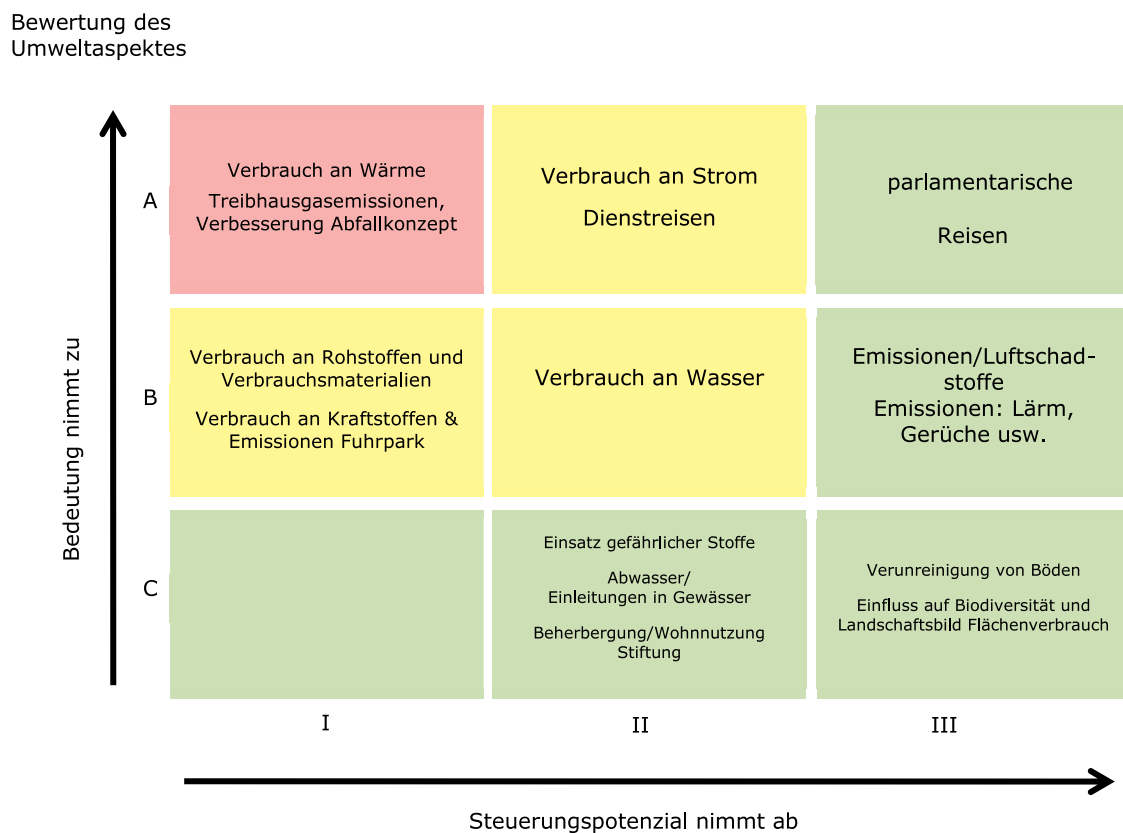 Bewertung des
Umweltaspektes
Bedeutung nimmt zu
A
Verbrauch an Wärme
Treibhausgasemissionen,
Verbesserung Abfallkonzept
Verbrauch an Strom
Dienstreisen
parlamentarische
Reisen
B
Verbrauch an Rohstoffen und
Verbrauchsmaterialien
Verbrauch an Kraftstoffen &
Emissionen Fuhrpark
Verbrauch an Wasser
Emissionen/Luftschad-
stoffe
Emissionen: Lärm,
Gerüche usw.
C
Einsatz gefährlicher Stoffe
Abwasser/
Einleitungen in Gewässer
Beherbergung/Wohnnutzung
Stiftung
Verunreinigung von Böden
Einfluss auf Biodiversität und
Landschaftsbild Flächenverbrauch
I
II
III
Steuerungspotenzial nimmt ab